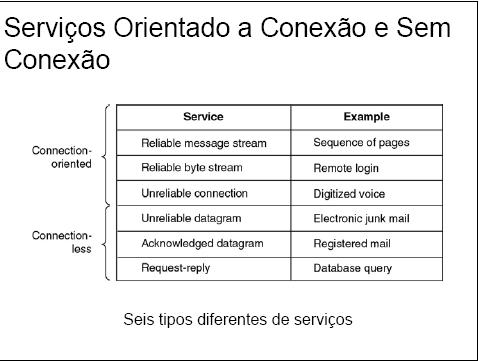 Serviços Orientado a Conexão e Sem
Conexão
Service Example
Connection-
oriented
Reliable message stream Sequence of pages
Reliable byte stream Remote login
Unreliable connection Digitized voice
Connection-
less
Unreliable datagram Electronic junk mail
Acknowledged datagram Registered mail
Request-reply Database query
Seis tipos diferentes de serviços